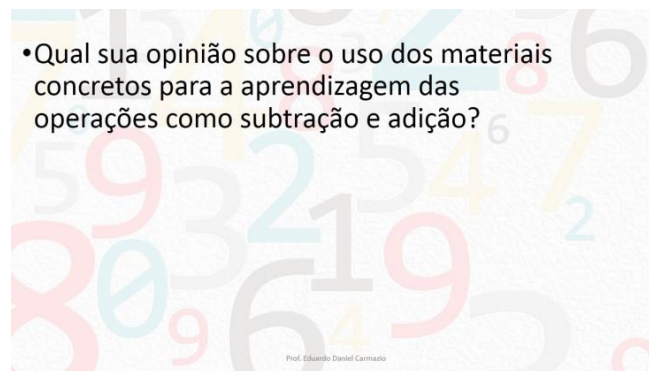 •Qual sua opinião sobre o uso dos materiais
concretos para a aprendizagem das
operações como subtração e adição?
Prof. Eduardo Daniel Carmazio